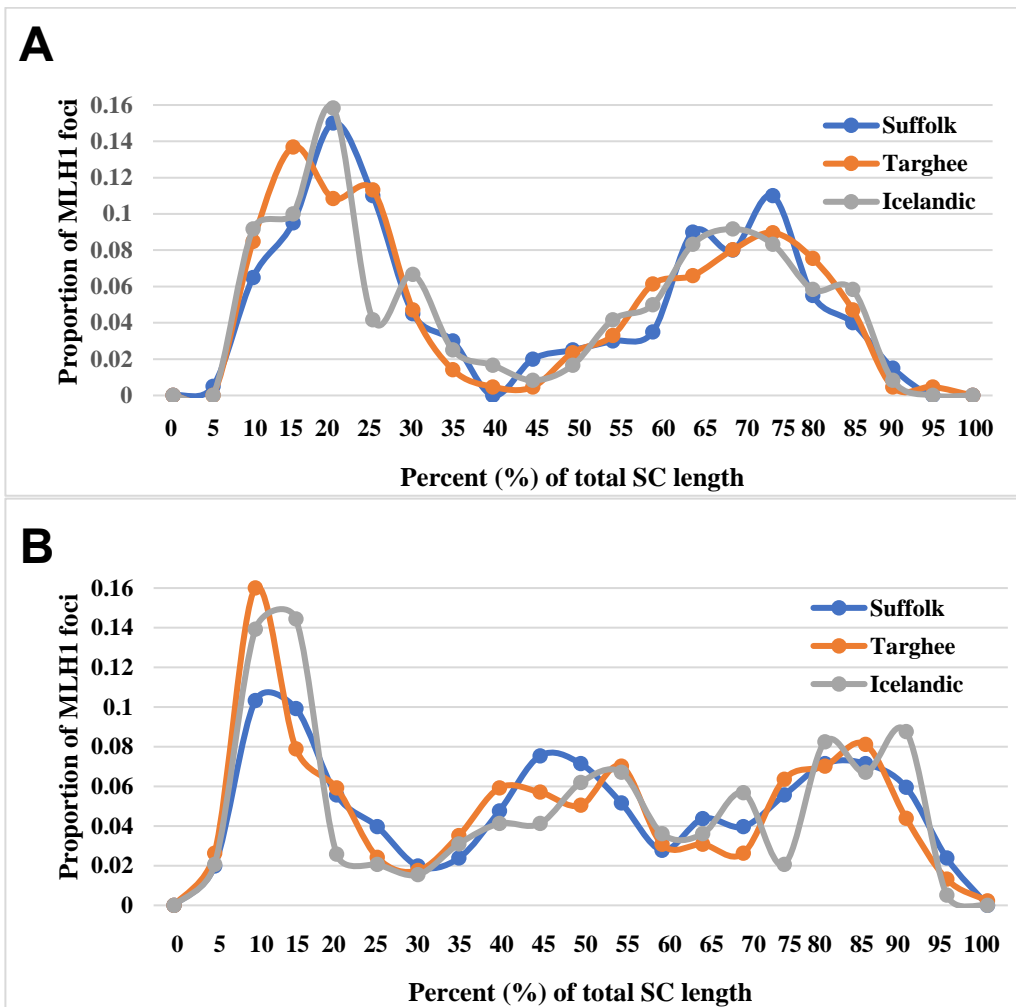 A
Proportion of MLH1 foci
0.16
0.14
0.12
0.1
0.08
0.06
0.04
0.02
0
Suffolk
Targhee
Icelandic
0 5 10 15 20 25 30 35 40 45 50 55 60 65 70 75 80 85 90 95 100
Percent (%) of total SC length
B
Proportion of MLH1 foci
0.16
0.14
0.12
0.1
0.08
0.06
0.04
0.02
0
Suffolk
Targhee
Icelandic
0 5 10 15 20 25 30 35 40 45 50 55 60 65 70 75 80 85 90 95 100
Percent (%) of total SC length